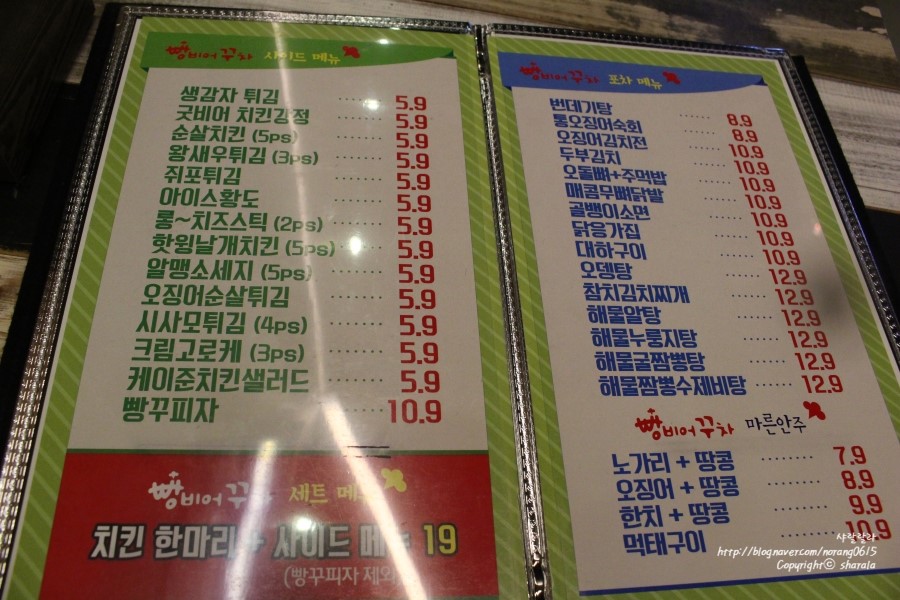 빵비어꾸차 사이드 메뉴
생감자 튀김 ······ 5.9
굿비어 치킨강정 5.9
순살치킨 (5ps) ······ 5.9
왕새우튀김 (3ps) ······ 5.9
쥐포튀김 ······ 5.9
아이스황도 ······ 5.9
롱~치즈스틱 (2ps) ······ 5.9
핫윙날개치킨 (5ps) ······ 5.9
알맹소세지 (5ps) ······ 5.9
오징어순살튀김 ······ 5.9
시사모튀김 (4ps) ······ 5.9
크림고로케 (3ps) ······ 5.9
케이준치킨샐러드 ······ 5.9
빵꾸피자 ······ 10.9
빵비어꾸차 세트 메뉴
치킨 한마리 + 사이드 메뉴 19
(빵꾸피자 제외)
빵비어꾸차 포차 메뉴
번데기탕 ······ 8.9
통오징어숙회 ······ 8.9
오징어김치전 ······ 10.9
두부김치 ······ 10.9
오돌뼈+주먹밥 ······ 10.9
매콤무뼈닭발 ······ 10.9
골뱅이소면 ······ 10.9
닭응가집 ······ 10.9
대하구이 ······ 12.9
오뎅탕 ······ 12.9
참치김치찌개 ······ 12.9
해물알탕 ······ 12.9
해물누룽지탕 ······ 12.9
해물굴짬뽕탕 ······ 12.9
해물짬뽕수제비탕 ······ 12.9
빵비어꾸차 마른안주
노가리 + 땅콩 ······ 7.9
오징어 + 땅콩 ······ 8.9
한치 + 땅콩 ······ 9.9
먹태구이 ······ 10.9
샤랄랄라
http://blog.naver.com/norang0615
Copyrightⓒ sharala